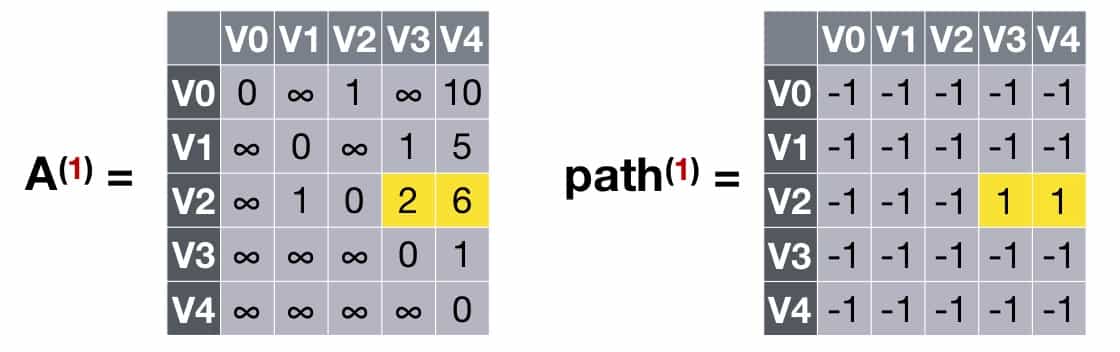 V0 V1 V2 V3 V4
V0 0 ∞ 1 ∞ 10
V1 ∞ 0 ∞ 1 5
A(1) =
V2 ∞ 1 0 2 6
V3 ∞ ∞ ∞ 0 1
V4 ∞ ∞ ∞ ∞ 0
V0 V1 V2 V3 V4
V0 -1 -1 -1 -1 -1
V1 -1 -1 -1 -1 -1
path(1) =
V2 -1 -1 -1 1 1
V3 -1 -1 -1 -1 -1
V4 -1 -1 -1 -1 -1